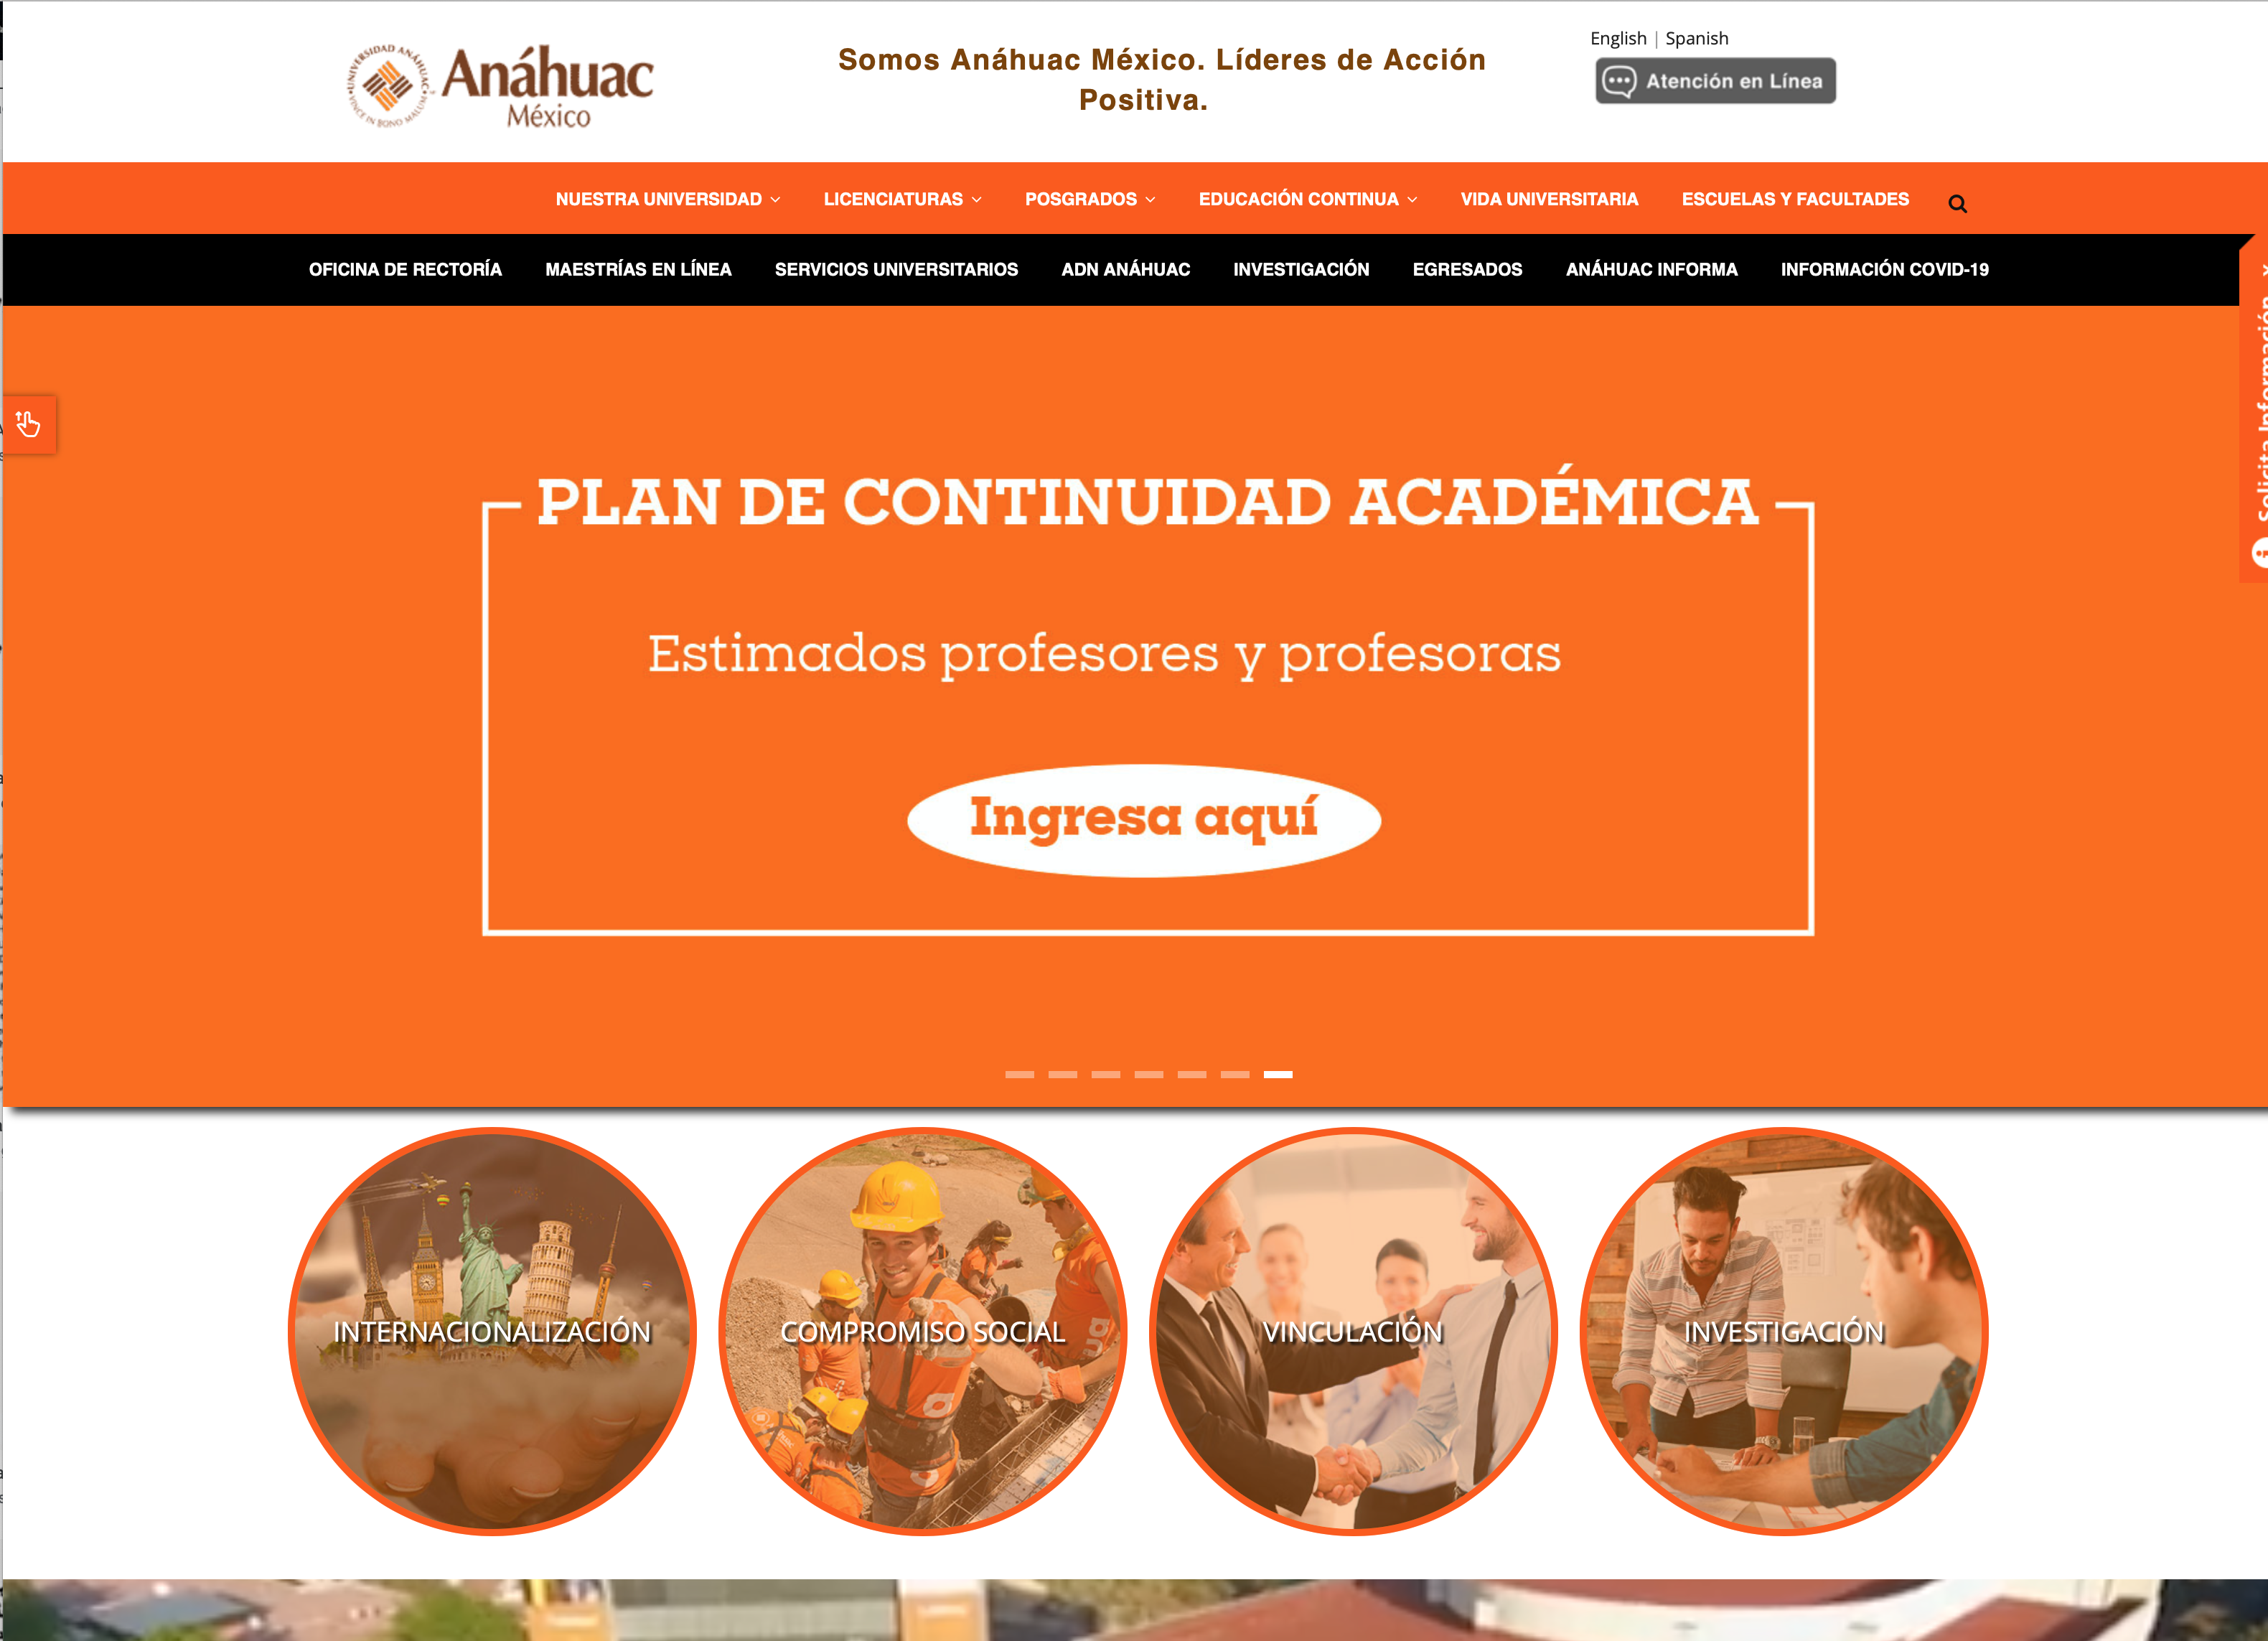 UNIVERSIDAD ANÁHUAC
VINCE IN BONO MALUM
Anáhuac
México
Somos Anáhuac México. Líderes de Acción
Positiva.
English | Spanish
Atención en Línea
NUESTRA UNIVERSIDAD LICENCIATURAS POSGRADOS EDUCACIÓN CONTINUA VIDA UNIVERSITARIA ESCUELAS Y FACULTADES
OFICINA DE RECTORÍA MAESTRÍAS EN LÍNEA SERVICIOS UNIVERSITARIOS ADN ANÁHUAC INVESTIGACIÓN EGRESADOS ANÁHUAC INFORMA INFORMACIÓN COVID-19
Solicita Información
PLAN DE CONTINUIDAD ACADÉMICA
Estimados profesores y profesoras
Ingresa aquí
INTERNACIONALIZACIÓN
COMPROMISO SOCIAL
VINCULACIÓN
INVESTIGACIÓN